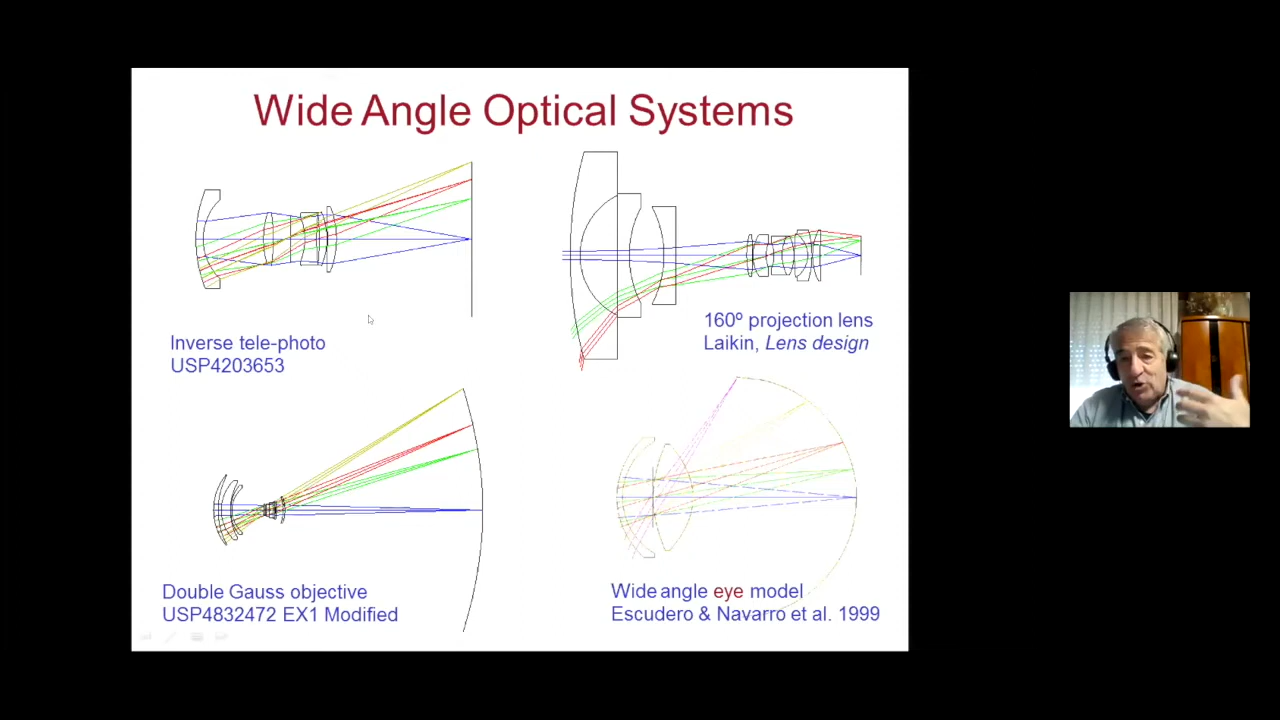 Wide Angle Optical Systems
Inverse tele-photo
USP4203653
160º projection lens
Laikin, Lens design
Double Gauss objective
USP4832472 EX1 Modified
Wide angle eye model
Escudero & Navarro et al. 1999